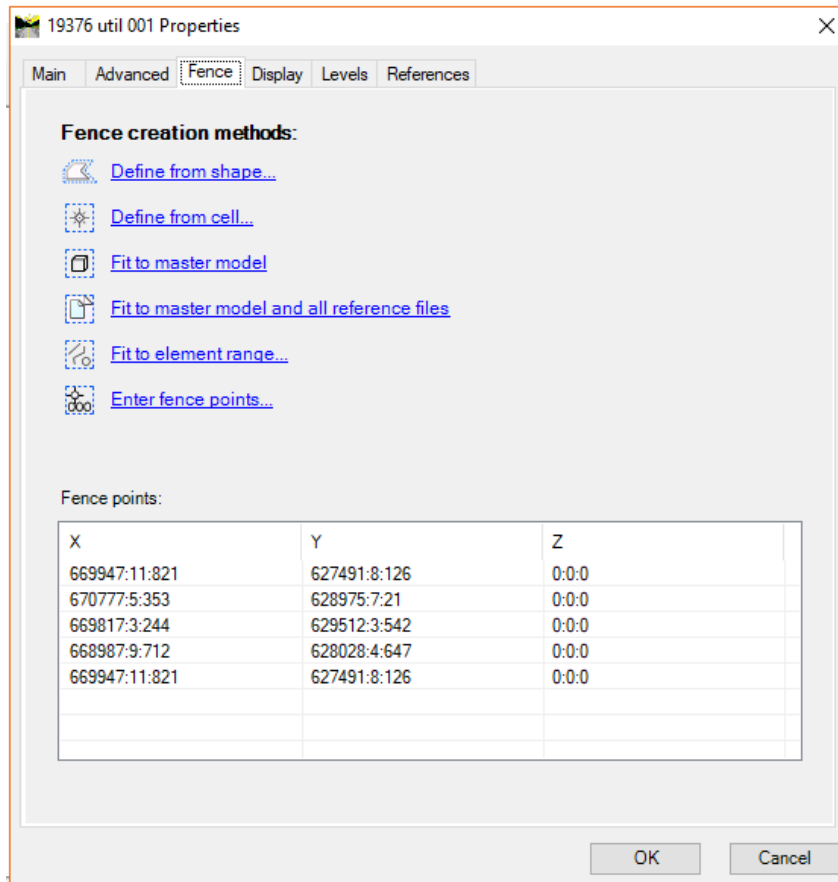 19376 util 001 Properties
Main Advanced Fence Display Levels References
Fence creation methods:
Define from shape...
Define from cell...
Fit to master model
Fit to master model and all reference files
Fit to element range...
Enter fence points...
Fence points:
X Y Z
669947:11:821 627491:8:126 0:0:0
670777:5:353 628975:7:21 0:0:0
669817:3:244 629512:3:542 0:0:0
668987:9:712 628028:4:647 0:0:0
669947:11:821 627491:8:126 0:0:0
OK Cancel